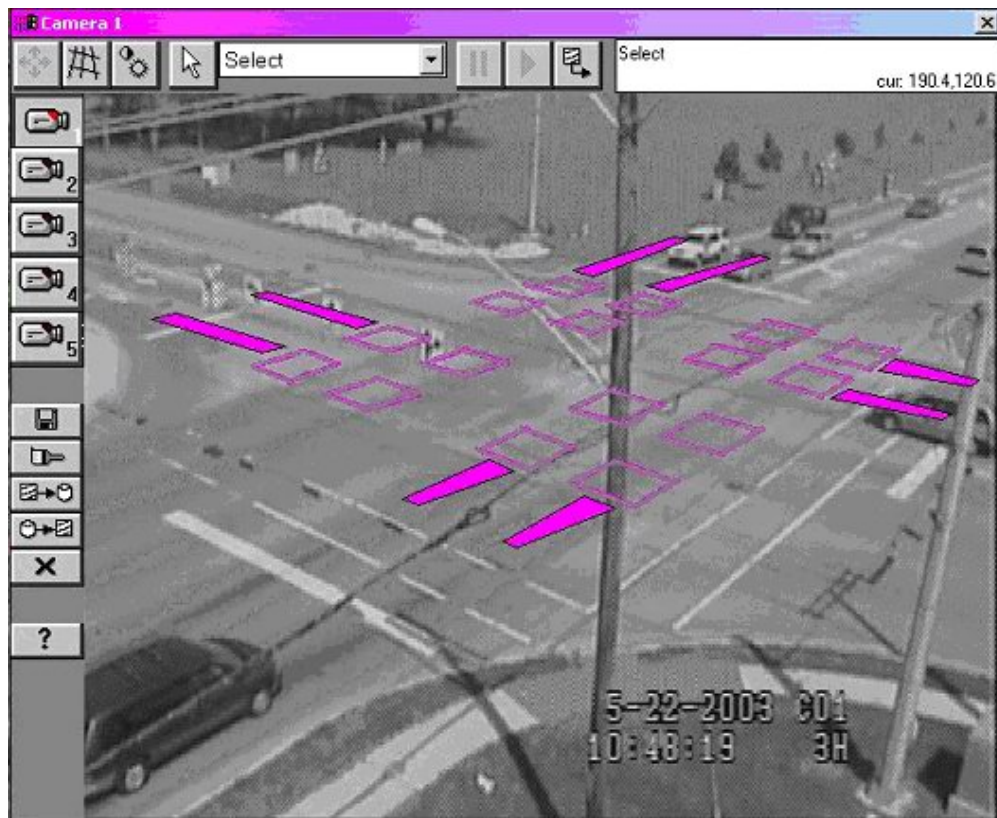 Camera 1
Select
Select
cur: 190.4,120.6
1
2
3
4
5
?
5-22-2003 C01
10:48:19 3H